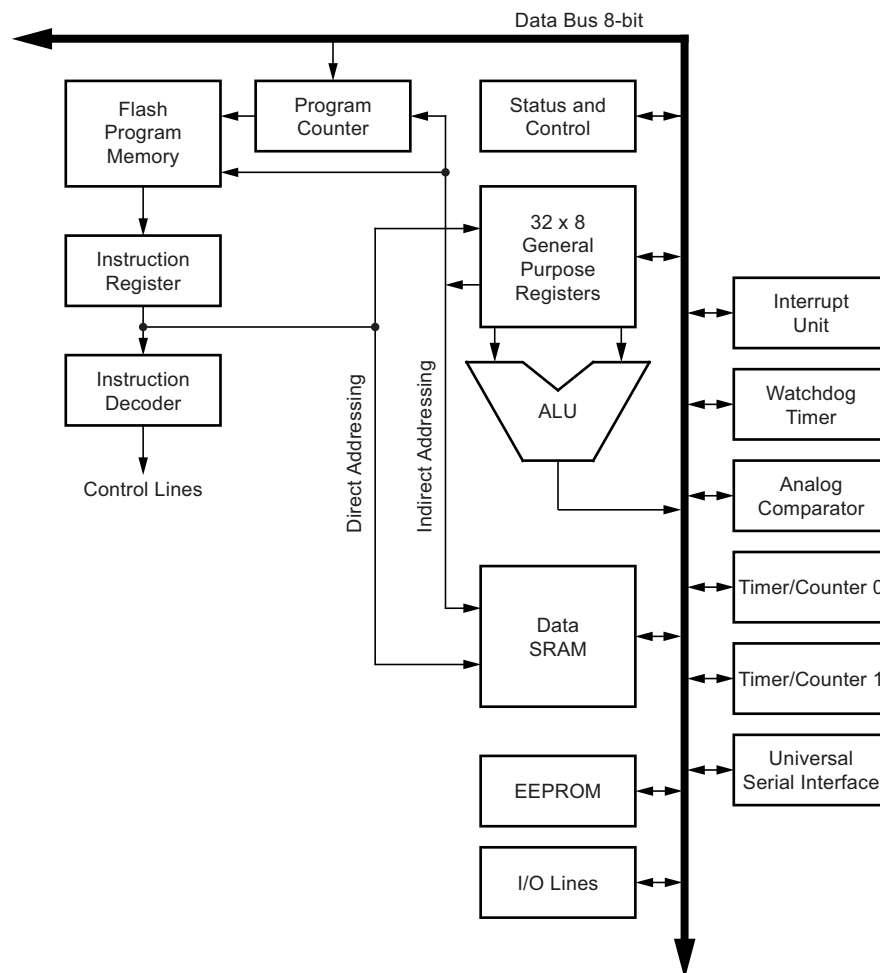 Data Bus 8-bit
Flash
Program
Memory
Program
Counter
Status and
Control
32 x 8
General
Purpose
Registers
Instruction
Register
Instruction
Decoder
Control Lines
Direct Addressing
Indirect Addressing
ALU
Data
SRAM
EEPROM
I/O Lines
Interrupt
Unit
Watchdog
Timer
Analog
Comparator
Timer/Counter 0
Timer/Counter 1
Universal
Serial Interface